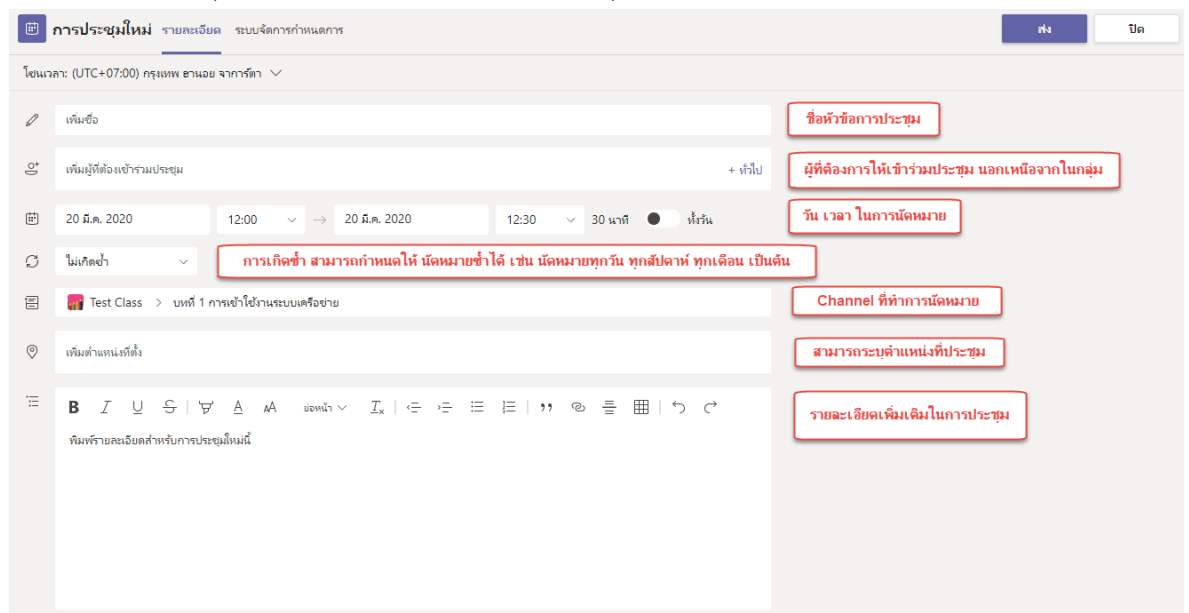 การประชุมใหม่ รายละเอียด ระบบจัดการกำหนดการ ส่ง ปิด
โซนเวลา: (UTC+07:00) กรุงเทพ ฮานอย จาการ์ตา
เพิ่มชื่อ ชื่อหัวข้อการประชุม
เพิ่มผู้ที่ต้องเข้าร่วมประชุม + ทั่วไป ผู้ที่ต้องการให้เข้าร่วมประชุม นอกเหนือจากในกลุ่ม
20 มี.ค. 2020 12:00 → 20 มี.ค. 2020 12:30 30 นาที ทั้งวัน วัน เวลา ในการนัดหมาย
ไม่เกิดซ้ำ การเกิดซ้ำ สามารถกำหนดให้ นัดหมายซ้ำได้ เช่น นัดหมายทุกวัน ทุกสัปดาห์ ทุกเดือน เป็นต้น
Test Class > บทที่ 1 การเข้าใช้งานระบบเครือข่าย Channel ที่ทำการนัดหมาย
เพิ่มตำแหน่งที่ตั้ง สามารถระบุตำแหน่งที่ประชุม
B I U S A AA ย่อหน้า Tx รายละเอียดเพิ่มเติมในการประชุม
พิมพ์รายละเอียดสำหรับการประชุมใหม่นี้